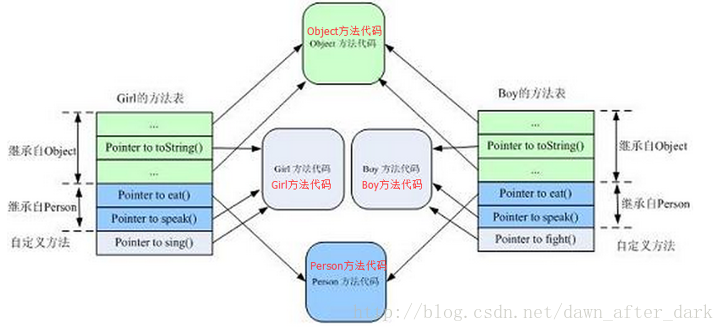 Object方法代码
Object 方法代码
Girl的方法表
Boy的方法表
...
Pointer to toString()
...
Pointer to eat()
Pointer to speak()
Pointer to sing()
继承自Object
继承自Person
自定义方法
Girl 方法代码
Girl方法代码
Boy 方法代码
Boy方法代码
...
Pointer to toString()
...
Pointer to eat()
Pointer to speak()
Pointer to fight()
继承自Object
继承自Person
自定义方法
Person方法代码
Person 方法代码
http://blog.csdn.net/dawn_after_dark